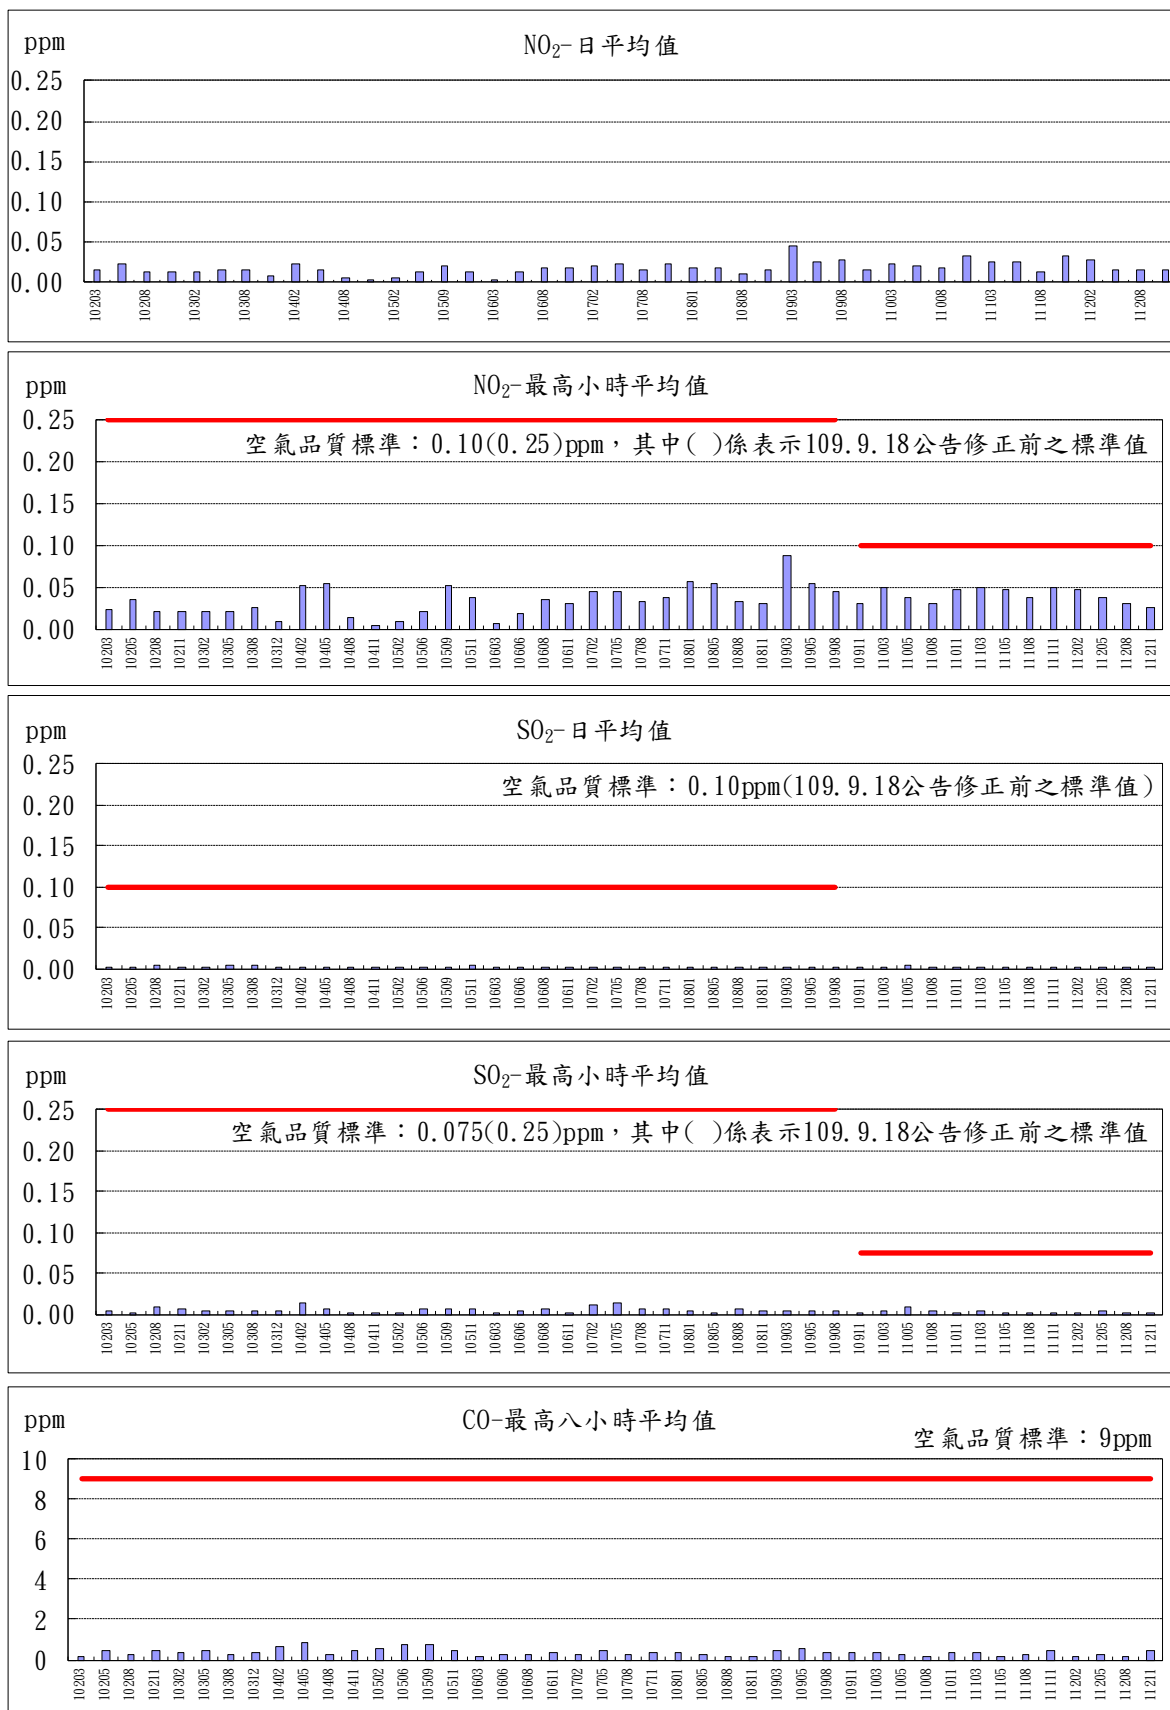 ppm
NO₂-日平均值
0.25
0.20
0.15
0.10
0.05
0.00
10203 10208 10302 10308 10402 10408 10502 10509 10603 10608 10702 10708 10801 10808 10903 10908 11003 11008 11103 11108 11202 11208
ppm
NO₂-最高小時平均值
0.25
空氣品質標準：0.10(0.25)ppm，其中( )係表示109.9.18公告修正前之標準值
0.20
0.15
0.10
0.05
0.00
10203 10205 10208 10211 10302 10305 10308 10312 10402 10405 10408 10411 10502 10506 10509 10511 10603 10606 10608 10611 10702 10705 10708 10711 10801 10805 10808 10811 10903 10905 10908 10911 11003 11005 11008 11011 11103 11105 11108 11111 11202 11205 11208 11211
ppm
SO₂-日平均值
0.25
空氣品質標準：0.10ppm(109.9.18公告修正前之標準值)
0.20
0.15
0.10
0.05
0.00
10203 10205 10208 10211 10302 10305 10308 10312 10402 10405 10408 10411 10502 10506 10509 10511 10603 10606 10608 10611 10702 10705 10708 10711 10801 10805 10808 10811 10903 10905 10908 10911 11003 11005 11008 11011 11103 11105 11108 11111 11202 11205 11208 11211
ppm
SO₂-最高小時平均值
0.25
空氣品質標準：0.075(0.25)ppm，其中( )係表示109.9.18公告修正前之標準值
0.20
0.15
0.10
0.05
0.00
10203 10205 10208 10211 10302 10305 10308 10312 10402 10405 10408 10411 10502 10506 10509 10511 10603 10606 10608 10611 10702 10705 10708 10711 10801 10805 10808 10811 10903 10905 10908 10911 11003 11005 11008 11011 11103 11105 11108 11111 11202 11205 11208 11211
ppm
CO-最高八小時平均值
空氣品質標準：9ppm
10
8
6
4
2
0
10203 10205 10208 10211 10302 10305 10308 10312 10402 10405 10408 10411 10502 10506 10509 10511 10603 10606 10608 10611 10702 10705 10708 10711 10801 10805 10808 10811 10903 10905 10908 10911 11003 11005 11008 11011 11103 11105 11108 11111 11202 11205 11208 11211